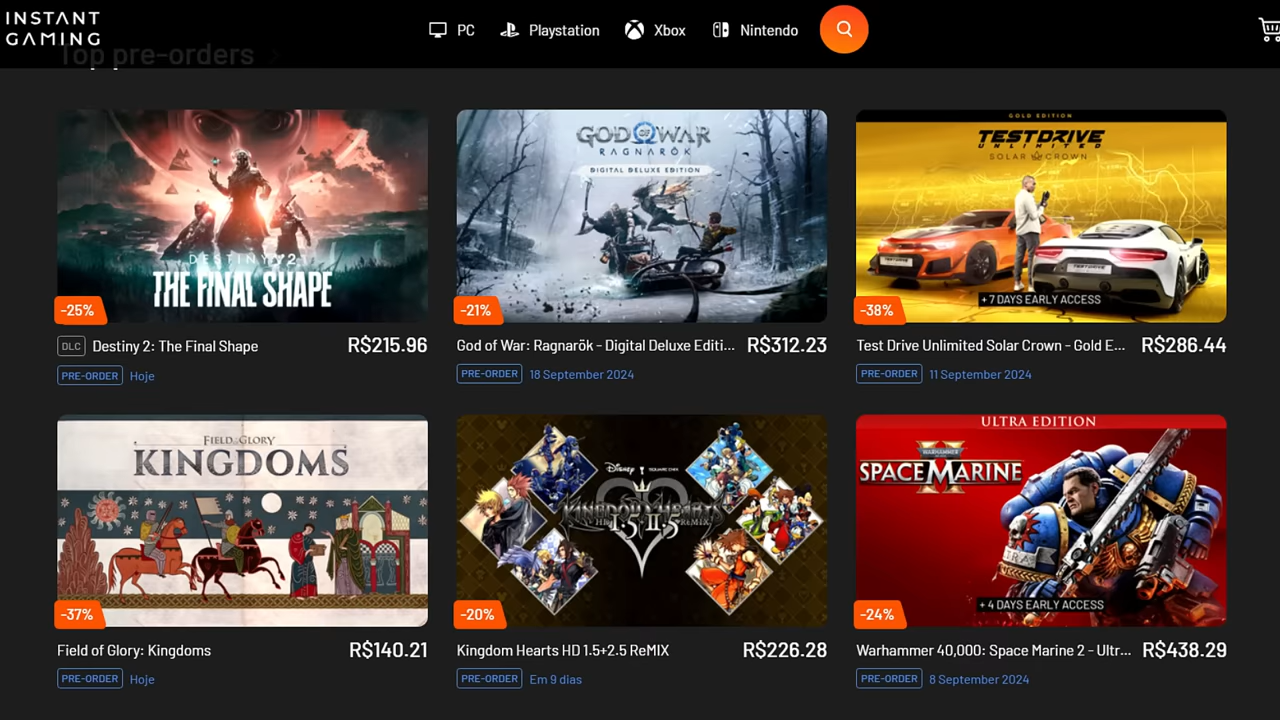 INSTANT
GAMING
PC
Playstation
Xbox
Nintendo
Top pre-orders
DESTINY 2
THE FINAL SHAPE
-25%
DLC Destiny 2: The Final Shape R$215.96
PRE-ORDER Hoje
GOD OF WAR
RAGNARÖK
DIGITAL DELUXE EDITION
-21%
God of War: Ragnarök - Digital Deluxe Editi... R$312.23
PRE-ORDER 18 September 2024
GOLD EDITION
TEST DRIVE
UNLIMITED
SOLAR CROWN
+ 7 DAYS EARLY ACCESS
-38%
Test Drive Unlimited Solar Crown - Gold E... R$286.44
PRE-ORDER 11 September 2024
FIELD OF GLORY
KINGDOMS
-37%
Field of Glory: Kingdoms R$140.21
PRE-ORDER Hoje
Disney SQUARE ENIX
KINGDOM HEARTS
HD 1.5+II.5 ReMIX
-20%
Kingdom Hearts HD 1.5+2.5 ReMIX R$226.28
PRE-ORDER Em 9 dias
ULTRA EDITION
WARHAMMER
40,000
SPACE MARINE
II
+ 4 DAYS EARLY ACCESS
-24%
Warhammer 40,000: Space Marine 2 - Ultr... R$438.29
PRE-ORDER 8 September 2024